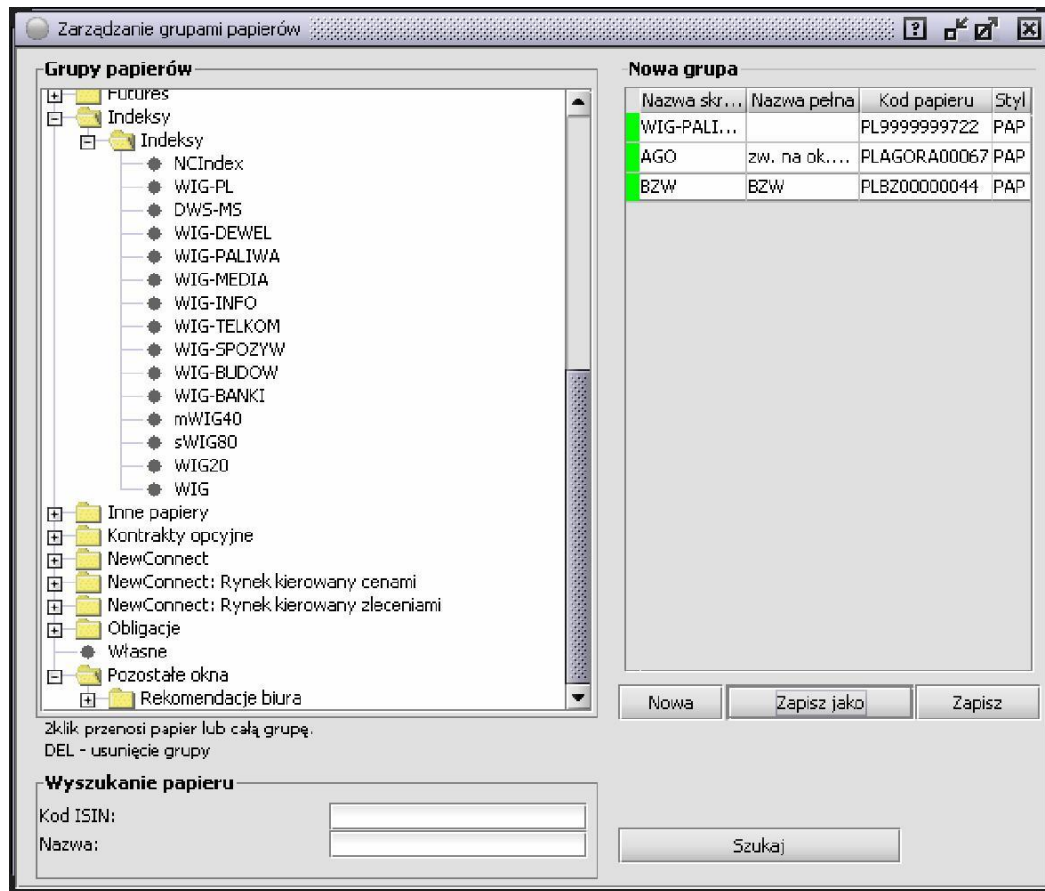 Zarządzanie grupami papierów
Grupy papierów
Futures
Indeksy
Indeksy
NCIndex
WIG-PL
DWS-MS
WIG-DEWEL
WIG-PALIWA
WIG-MEDIA
WIG-INFO
WIG-TELKOM
WIG-SPOZYW
WIG-BUDOW
WIG-BANKI
mWIG40
sWIG80
WIG20
WIG
Inne papiery
Kontrakty opcyjne
NewConnect
NewConnect: Rynek kierowany cenami
NewConnect: Rynek kierowany zleceniami
Obligacje
Własne
Pozostałe okna
Rekomendacje biura
2klik przenosi papier lub całą grupę.
DEL - usunięcie grupy
Nowa grupa
Nazwa skr... Nazwa pełna Kod papieru Styl
WIG-PALI... PL9999999722 PAP
AGO zw. na ok.... PLAGORA00067 PAP
BZW BZW PLBZ00000044 PAP
Nowa Zapisz jako Zapisz
Wyszukanie papieru
Kod ISIN:
Nazwa:
Szukaj